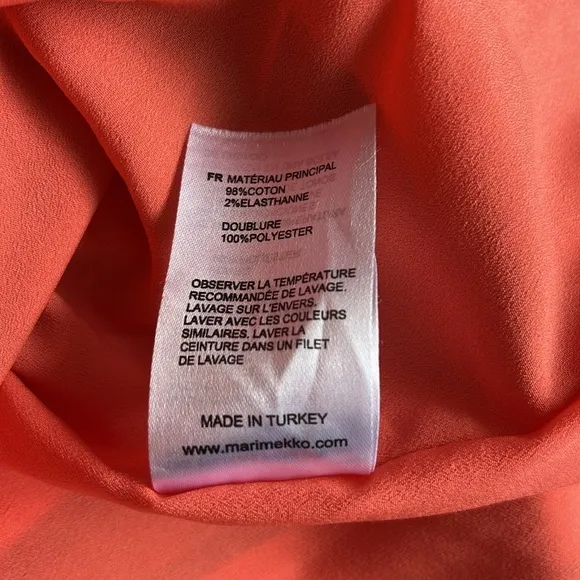 FR MATÉRIAU PRINCIPAL
98%COTON
2%ELASTHANNE
DOUBLURE
100%POLYESTER
OBSERVER LA TEMPÉRATURE
RECOMMANDÉE DE LAVAGE.
LAVAGE SUR L'ENVERS.
LAVER AVEC LES COULEURS
SIMILAIRES. LAVER LA
CEINTURE DANS UN FILET
DE LAVAGE
MADE IN TURKEY
www.marimekko.com